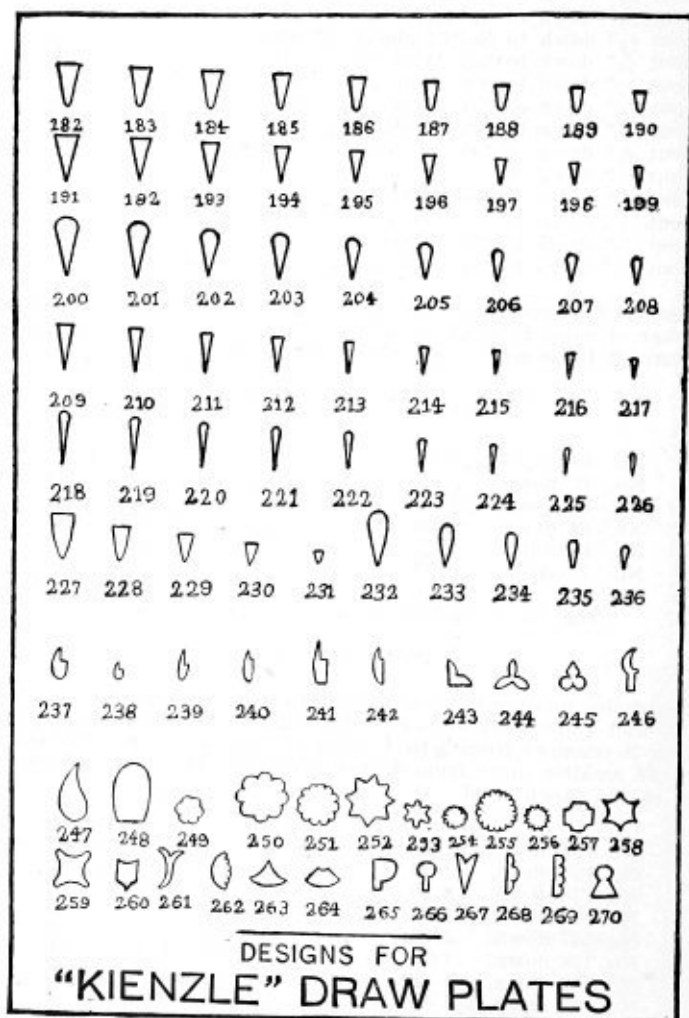 182 183 184 185 186 187 188 189 190
191 182 193 194 195 196 197 196 199
200 201 202 203 204 205 206 207 208
209 210 211 212 213 214 215 216 217
218 219 220 221 222 223 224 225 226
227 228 229 230 231 232 233 234 235 236
237 238 239 240 241 242 243 244 245 246
247 248 249 250 251 252 253 254 255 256 257 258
259 260 261 262 263 264 265 266 267 268 269 270
DESIGNS FOR
"KIENZLE" DRAW PLATES